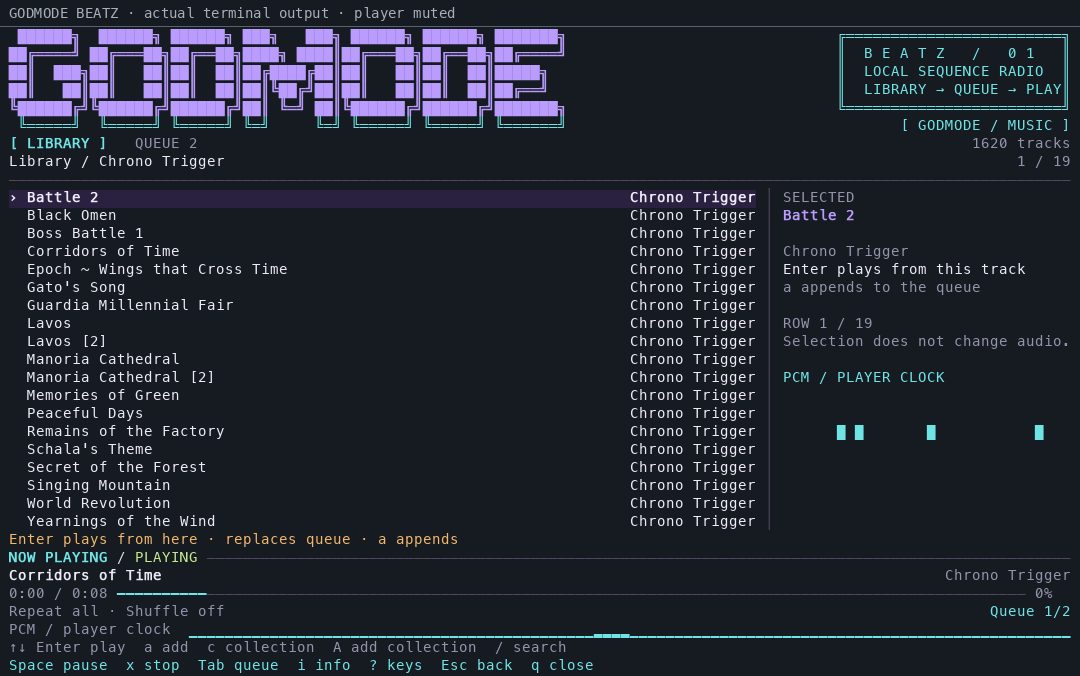 GODMODE BEATZ · actual terminal output · player muted
GODMODE
B E A T Z / 0 1
LOCAL SEQUENCE RADIO
LIBRARY → QUEUE → PLAY
[ GODMODE / MUSIC ]
[ LIBRARY ] QUEUE 2 1620 tracks
Library / Chrono Trigger 1 / 19
› Battle 2 Chrono Trigger SELECTED
Black Omen Chrono Trigger Battle 2
Boss Battle 1 Chrono Trigger
Corridors of Time Chrono Trigger Chrono Trigger
Epoch ~ Wings that Cross Time Chrono Trigger Enter plays from this track
Gato's Song Chrono Trigger a appends to the queue
Guardia Millennial Fair Chrono Trigger
Lavos Chrono Trigger ROW 1 / 19
Lavos [2] Chrono Trigger Selection does not change audio.
Manoria Cathedral Chrono Trigger
Manoria Cathedral [2] Chrono Trigger PCM / PLAYER CLOCK
Memories of Green Chrono Trigger
Peaceful Days Chrono Trigger
Remains of the Factory Chrono Trigger
Schala's Theme Chrono Trigger
Secret of the Forest Chrono Trigger
Singing Mountain Chrono Trigger
World Revolution Chrono Trigger
Yearnings of the Wind Chrono Trigger
Enter plays from here · replaces queue · a appends
NOW PLAYING / PLAYING
Corridors of Time Chrono Trigger
0:00 / 0:08 0%
Repeat all · Shuffle off Queue 1/2
PCM / player clock
↑↓ Enter play a add c collection A add collection / search
Space pause x stop Tab queue i info ? keys Esc back q close